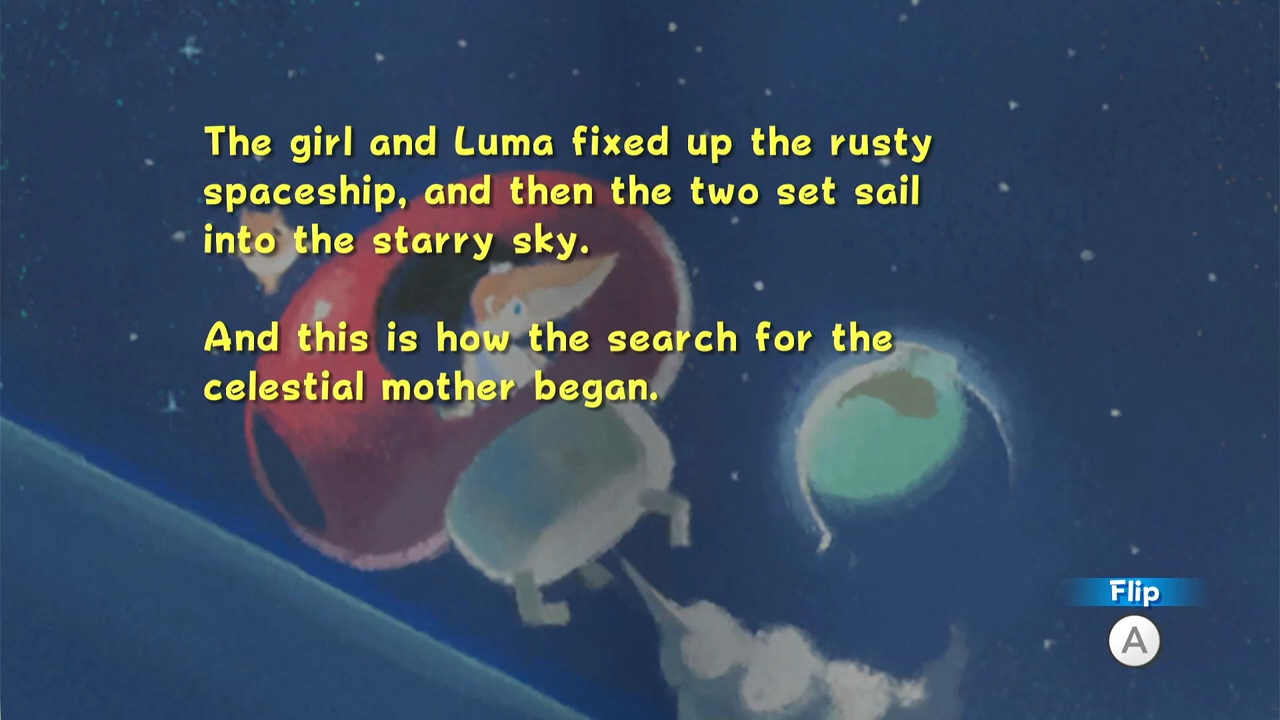 The girl and Luma fixed up the rusty
spaceship, and then the two set sail
into the starry sky.
And this is how the search for the
celestial mother began.
Flip
A